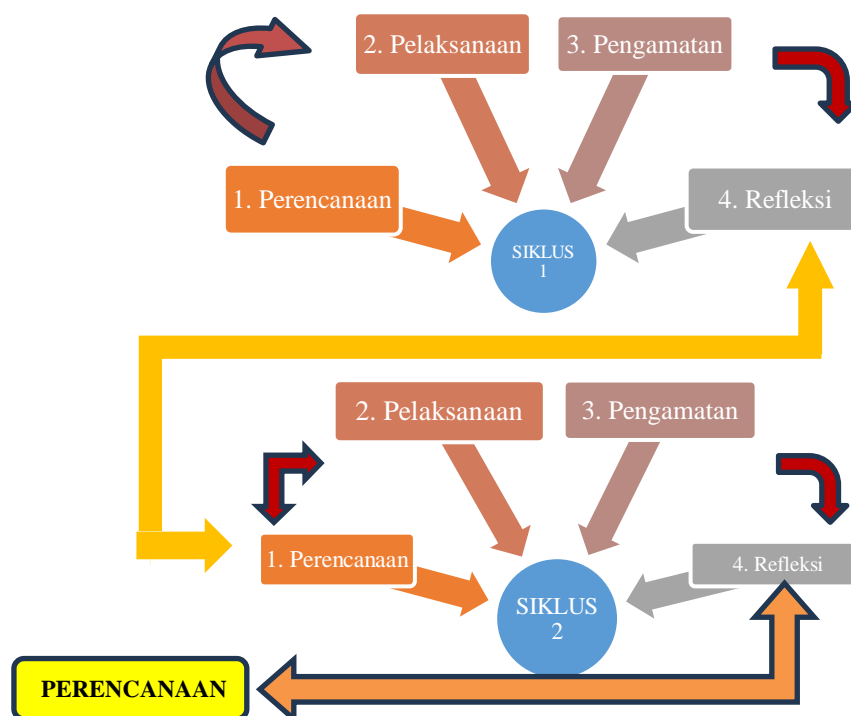 2. Pelaksanaan
3. Pengamatan
1. Perencanaan
4. Refleksi
SIKLUS
1
2. Pelaksanaan
3. Pengamatan
1. Perencanaan
4. Refleksi
SIKLUS
2
PERENCANAAN